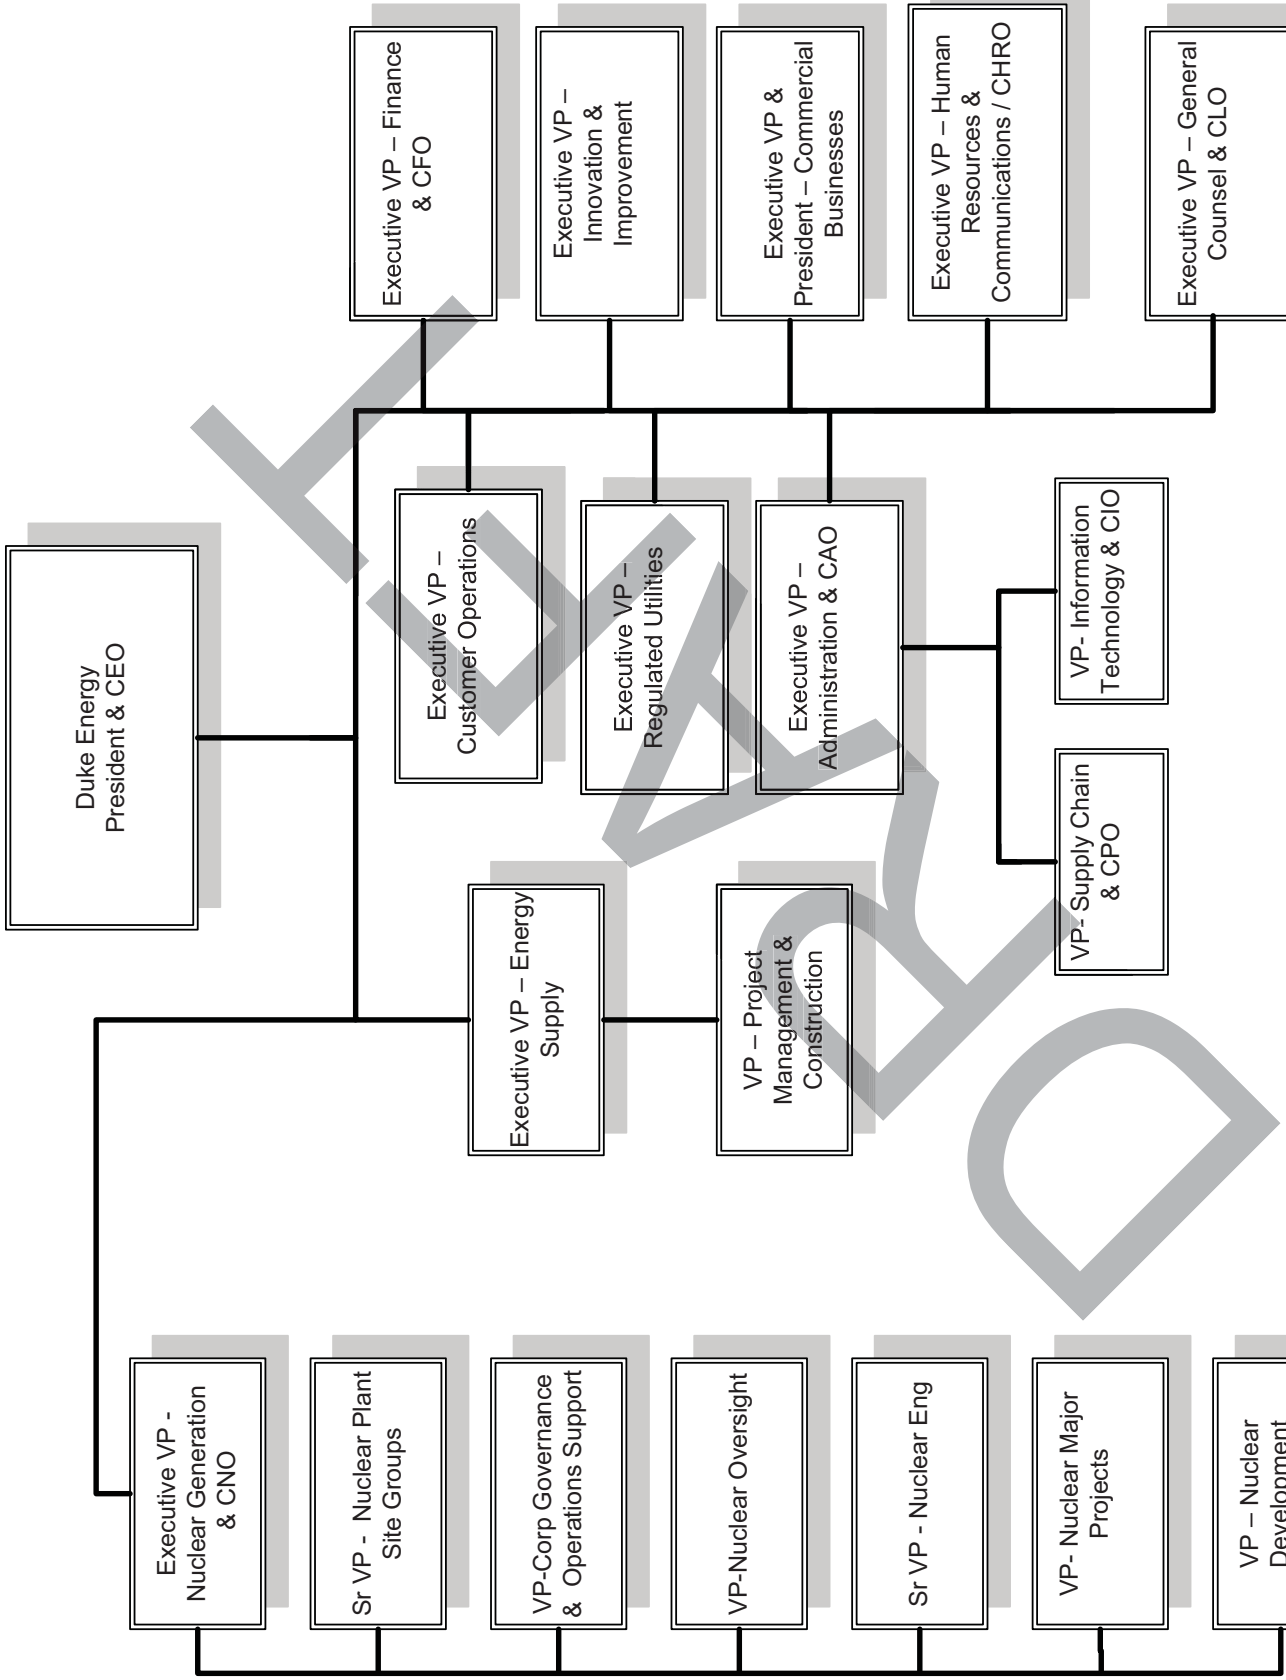 Duke Energy
President & CEO
Executive VP -
Nuclear Generation
& CNO
Sr VP -  Nuclear Plant
Site Groups
VP-Corp Governance
&  Operations Support
VP-Nuclear Oversight
Sr VP - Nuclear Eng
VP- Nuclear Major
Projects
VP – Nuclear
Development
Executive VP – Energy
Supply
VP – Project
Management &
Construction
Executive VP –
Customer Operations
Executive VP –
Regulated Utilities
Executive VP –
Administration & CAO
VP- Supply Chain
& CPO
VP- Information
Technology & CIO
Executive VP – Finance
& CFO
Executive VP –
Innovation &
Improvement
Executive VP &
President – Commercial
Businesses
Executive VP – Human
Resources &
Communications / CHRO
Executive VP – General
Counsel & CLO
DRAFT